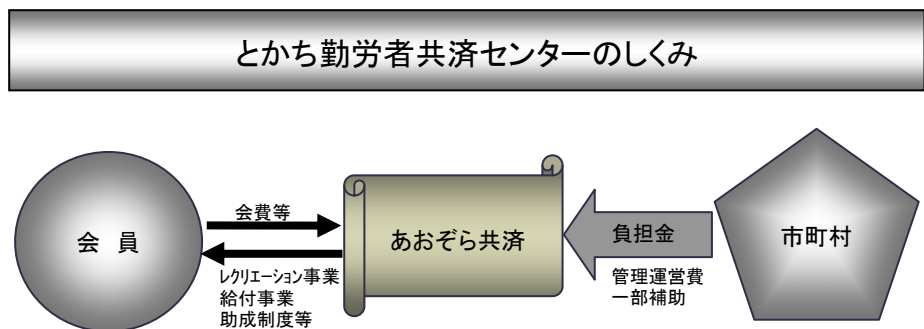 とかち勤労者共済センターのしくみ
会費等
会 員
あおぞら共済
負担金
市町村
ﾚｸﾘｴｰｼｮﾝ事業
給付事業
助成制度等
管理運営費
一部補助